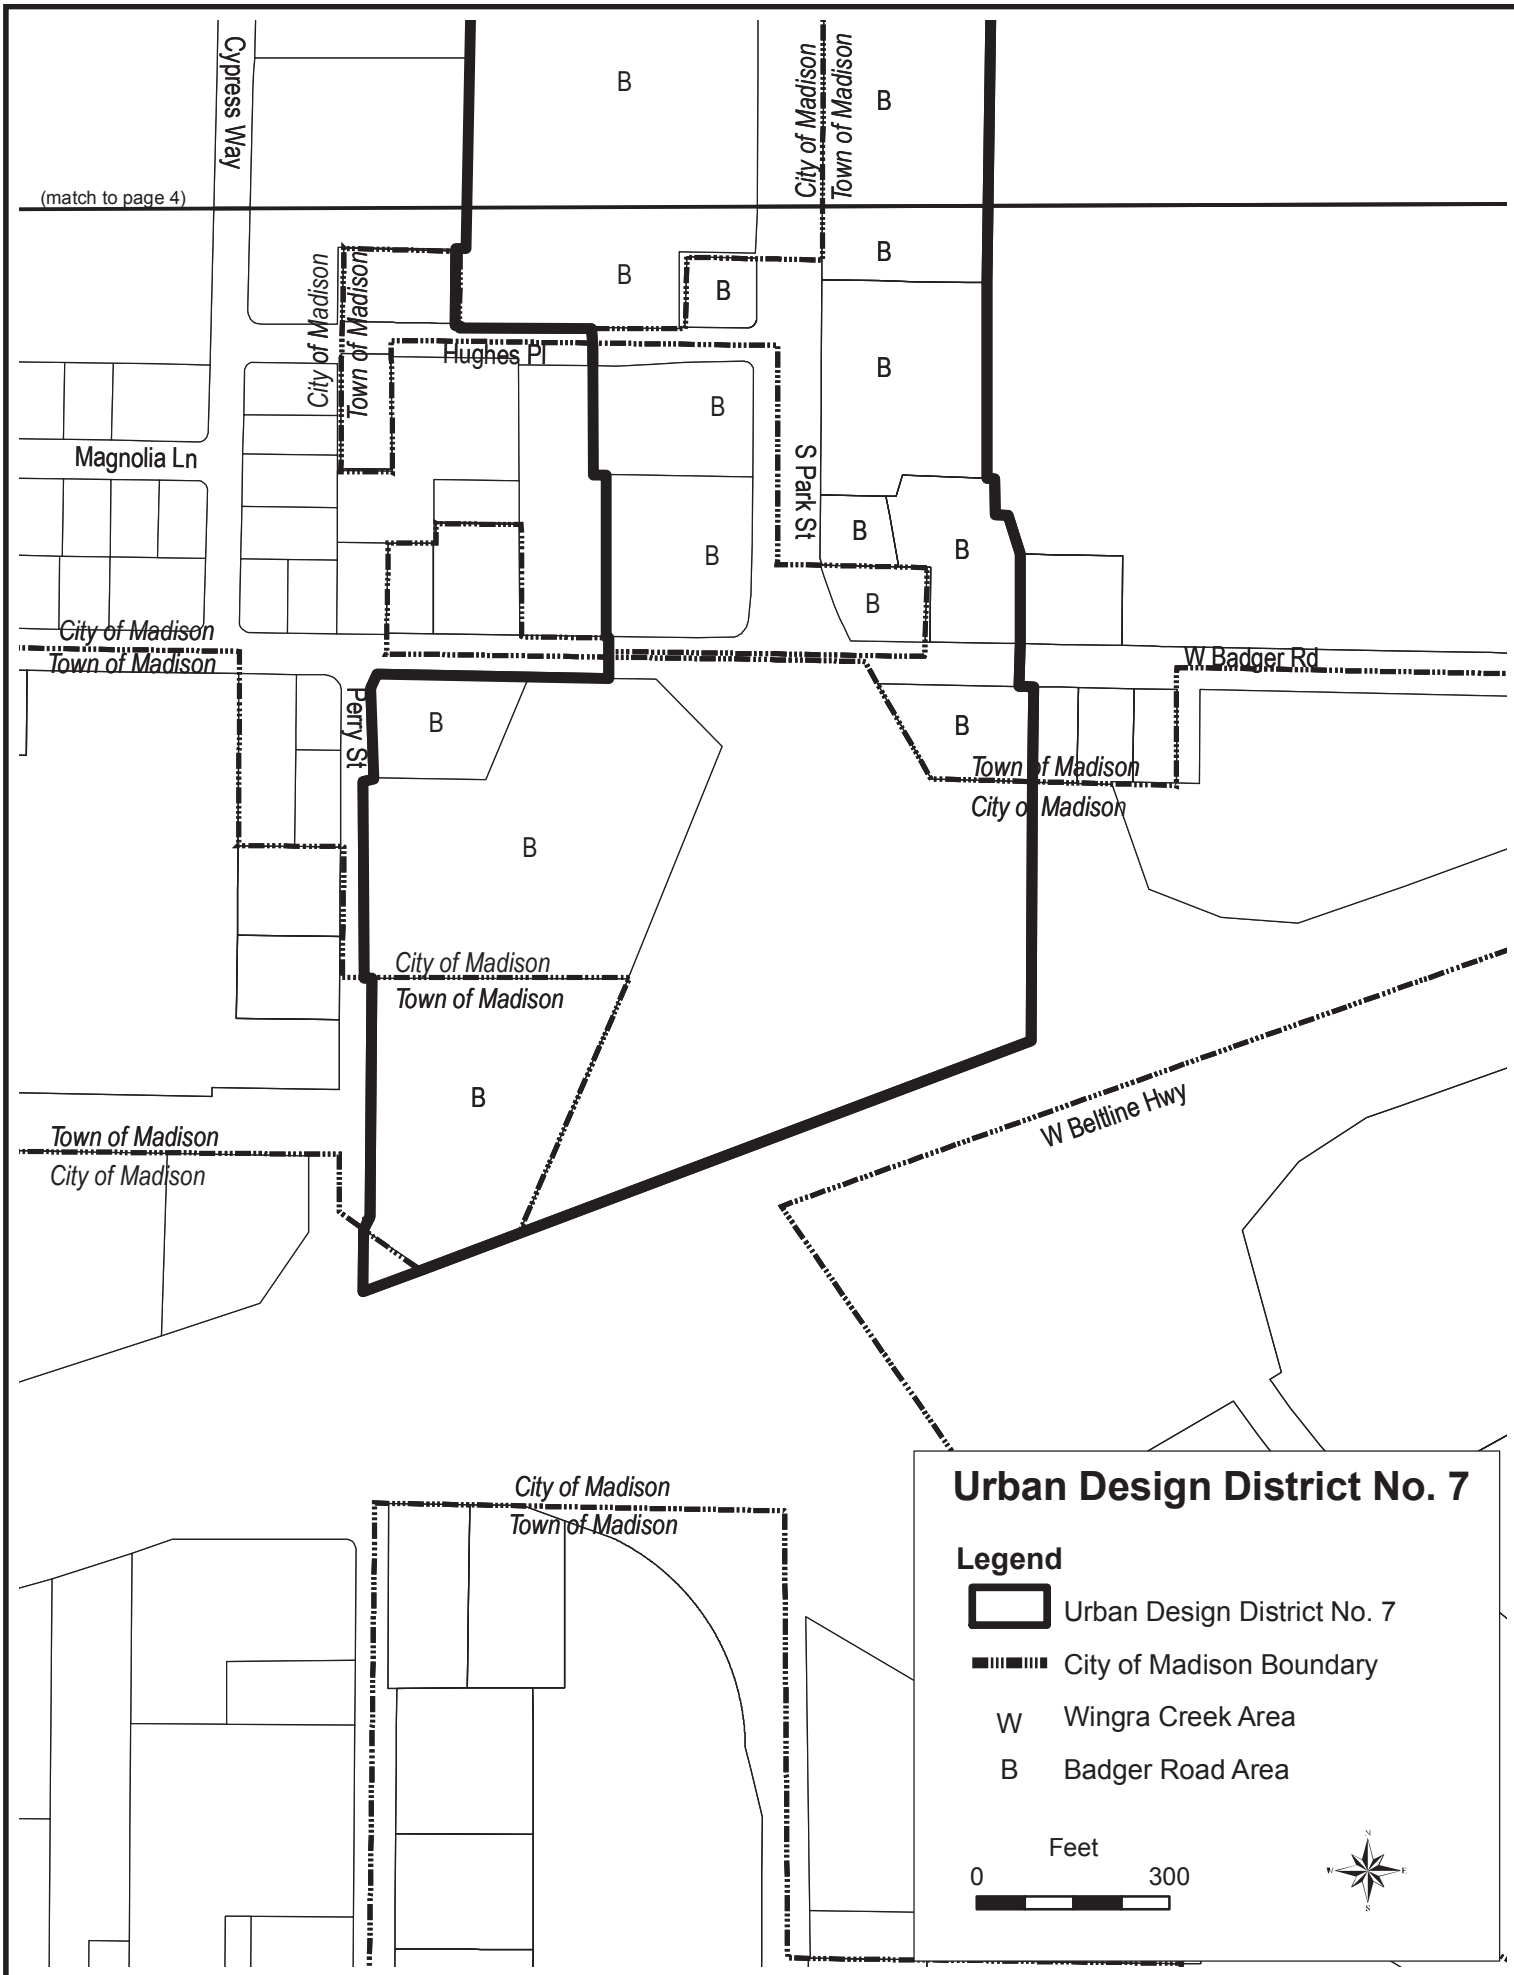 Cypress Way
B
City of Madison
Town of Madison
B
(match to page 4)
B
B
B
City of Madison
Town of Madison
Hughes Pl
B
B
Magnolia Ln
S Park St
B
B
B
B
City of Madison
Town of Madison
W Badger Rd
Perry St
B
B
Town of Madison
City of Madison
B
City of Madison
Town of Madison
B
W Beltline Hwy
Town of Madison
City of Madison
City of Madison
Town of Madison
Urban Design District No. 7
Legend
Urban Design District No. 7
City of Madison Boundary
W Wingra Creek Area
B Badger Road Area
Feet
0 300
N
W E
S